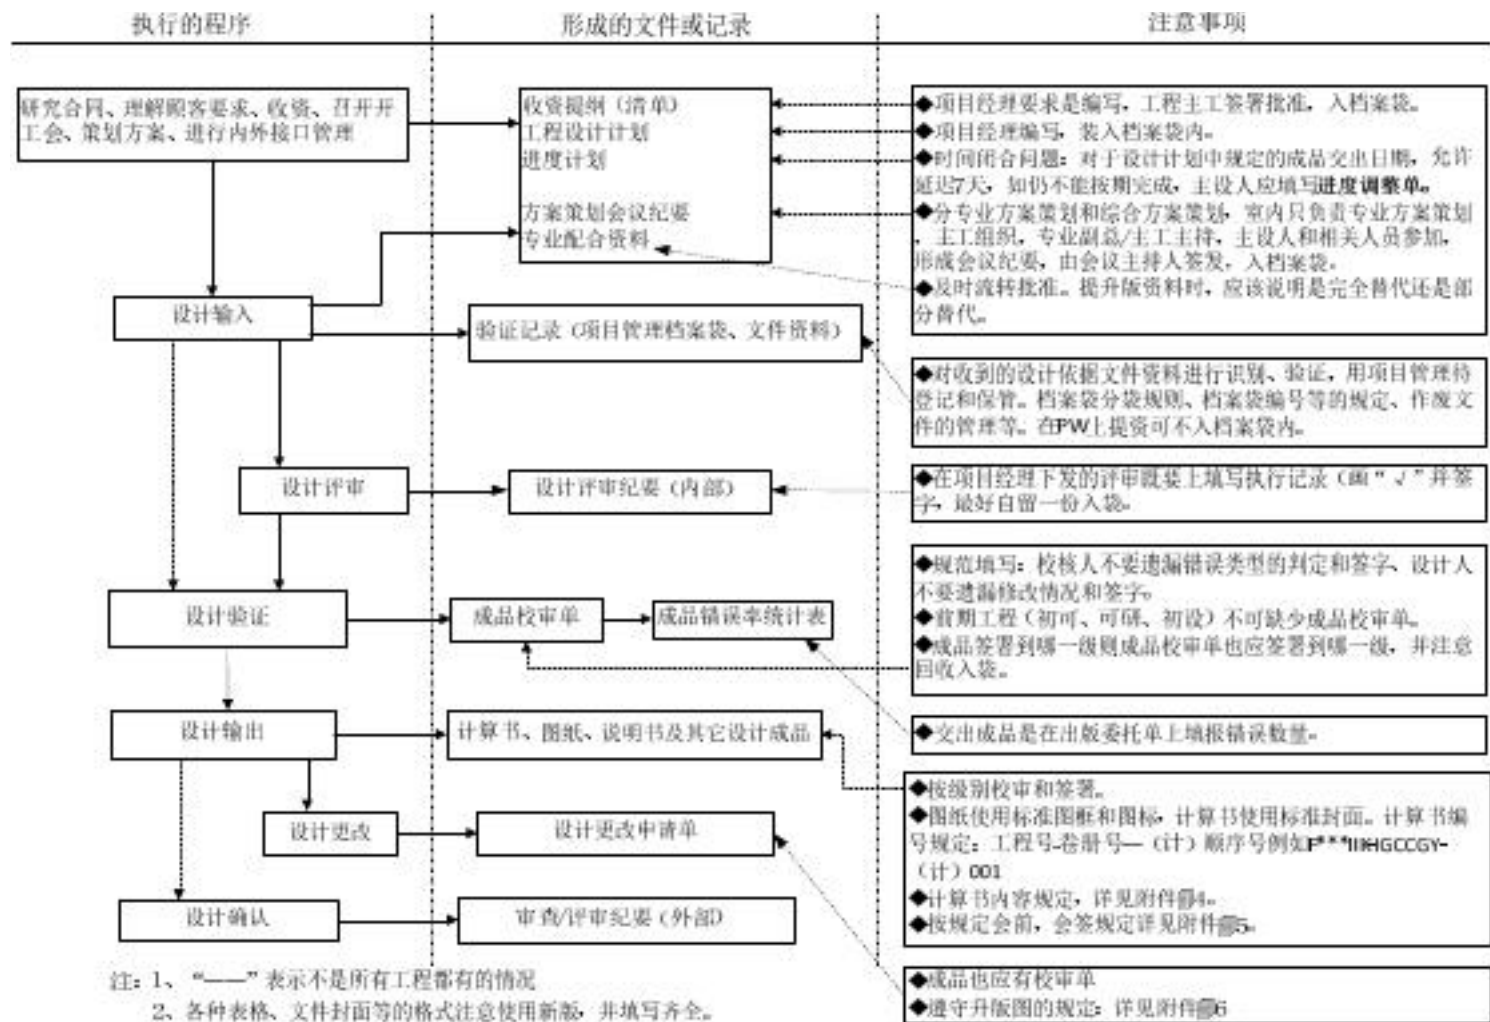 执行的程序
形成的文件或记录
注意事项
研究合同、理解顾客要求、收资、召开开
工会、策划方案、进行内外接口管理
收资提纲（清单）
工程设计计划
进度计划
方案策划会议纪要
专业配合资料
◆项目经理要求是编写，工程主工签署批准，入档案袋。
◆项目经理编写，装入档案袋内。
◆时间闭合问题：对于设计计划中规定的成品交出日期，允许
延迟7天，如仍不能按期完成，主设人应填写进度调整单。
◆分专业方案策划和综合方案策划，室内只负责专业方案策划
，主工组织，专业副总/主工主持，主设人和相关人员参加，
形成会议纪要，由会议主持人签发，入档案袋。
◆及时流转批准。提升版资料时，应该说明是完全替代还是部
分替代。
设计输入
验证记录（项目管理档案袋、文件资料）
◆对收到的设计依据文件资料进行识别、验证，用项目管理待
登记和保管。档案袋分袋规则、档案袋编号等的规定、作废文
件的管理等。在PW上提资可不入档案袋内。
设计评审
设计评审纪要（内部）
◆在项目经理下发的评审既要上填写执行记录（画“√”并签
字，最好自留一份入袋。
◆规范填写：校核人不要遗漏错误类型的判定和签字、设计人
不要遗漏修改情况和签字。
◆前期工程（初可、可研、初设）不可缺少成品校审单。
◆成品签署到哪一级则成品校审单也应签署到哪一级，并注意
回收入袋。
设计验证
成品校审单
成品错误率统计表
设计输出
计算书、图纸、说明书及其它设计成品
◆交出成品是在出版委托单上填报错误数量。
◆按级别校审和签署。
◆图纸使用标准图框和图标，计算书使用标准封面。计算书编
号规定：工程号-卷册号—（计）顺序号例如
（计）001
◆计算书内容规定，详见附件4。
◆按规定会前，会签规定详见附件5。
设计更改
设计更改申请单
设计确认
审查/评审纪要（外部）
◆成品也应有校审单
◆遵守升版图的规定：详见附件6
注：1、“——”表示不是所有工程都有的情况
2、各种表格、文件封面等的格式注意使用新版，并填写齐全。